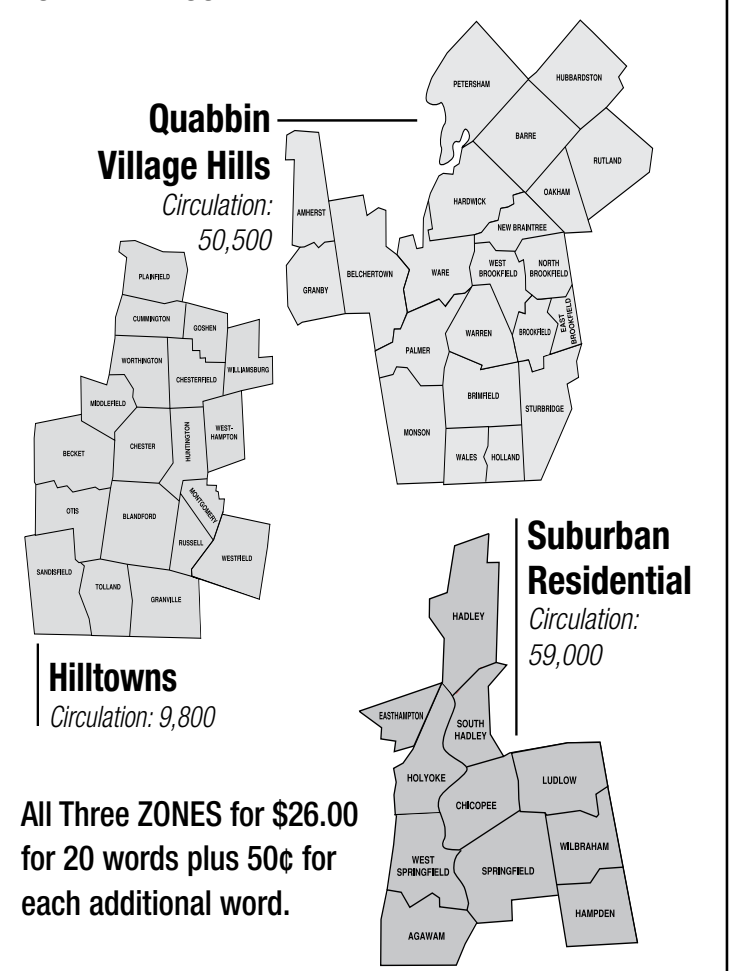 Quabbin
Village Hills
Circulation:
50,500
PETERSHAM
HUBBARDSTON
BARRE
RUTLAND
OAKHAM
HARDWICK
NEW BRAINTREE
AMHERST
GRANBY
BELCHERTOWN
WARE
WEST
BROOKFIELD
NORTH
BROOKFIELD
WARREN
BROOKFIELD
EAST
BROOKFIELD
PALMER
BRIMFIELD
STURBRIDGE
MONSON
WALES
HOLLAND
PLAINFIELD
CUMMINGTON
GOSHEN
WORTHINGTON
CHESTERFIELD
WILLIAMSBURG
MIDDLEFIELD
BECKET
CHESTER
HUNTINGTON
WEST-
HAMPTON
OTIS
BLANDFORD
MONTGOMERY
RUSSELL
WESTFIELD
SANDISFIELD
TOLLAND
GRANVILLE
Hilltowns
Circulation: 9,800
Suburban
Residential
Circulation:
59,000
HADLEY
EASTHAMPTON
SOUTH
HADLEY
HOLYOKE
CHICOPEE
LUDLOW
WEST
SPRINGFIELD
SPRINGFIELD
WILBRAHAM
HAMPDEN
AGAWAM
All Three ZONES for $26.00
for 20 words plus 50¢ for
each additional word.